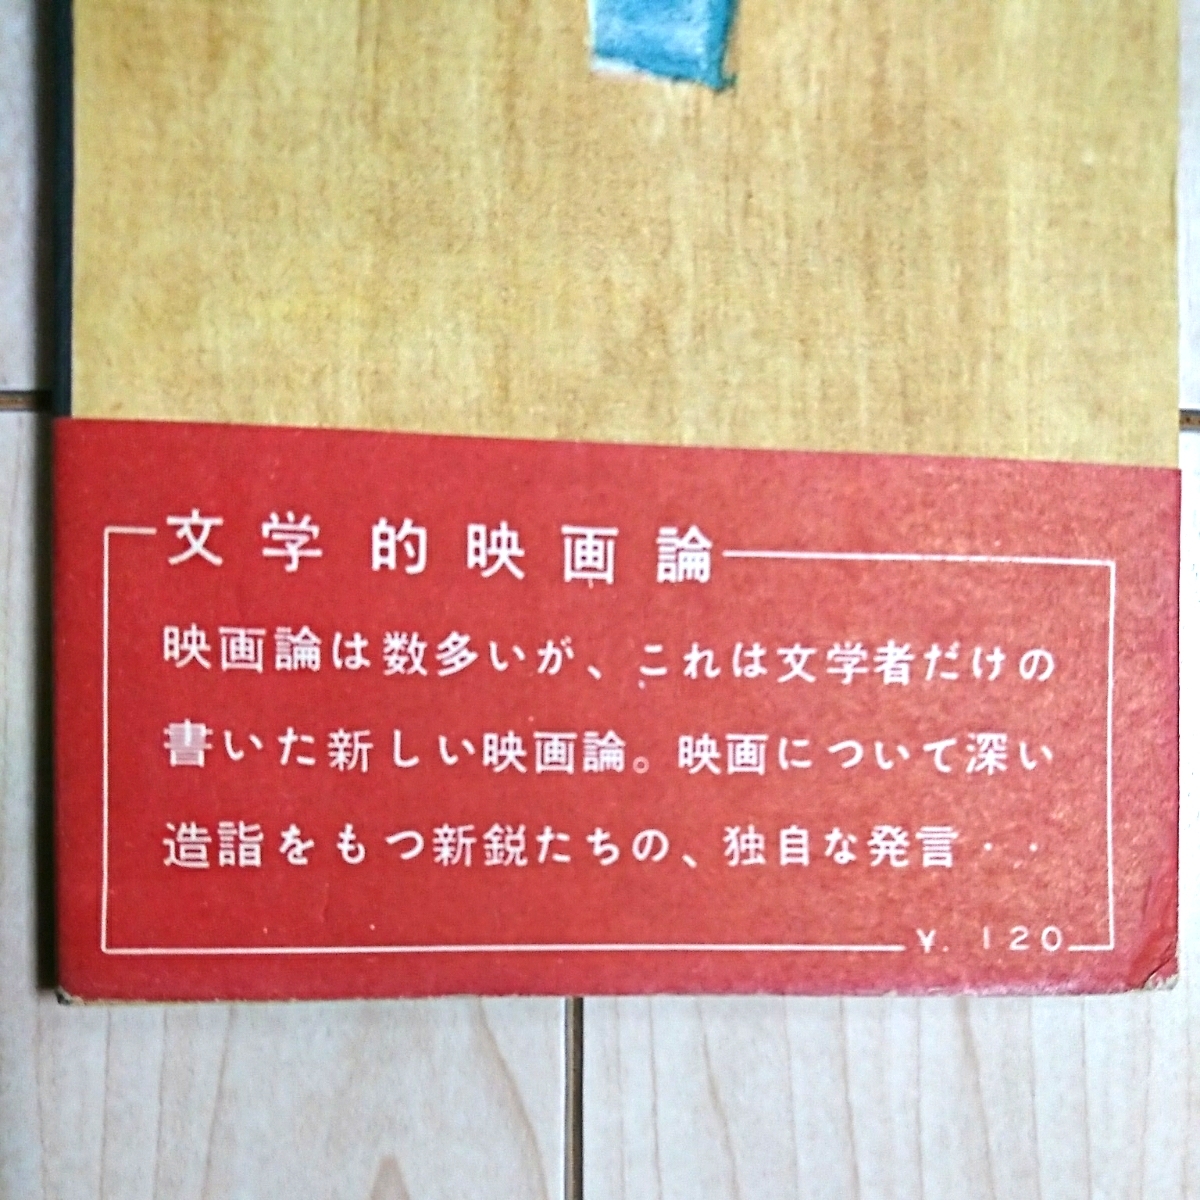 文学的映画論
映画論は数多いが、これは文学者だけの
書いた新しい映画論。映画について深い
造詣をもつ新鋭たちの、独自な発言・・
¥. 120